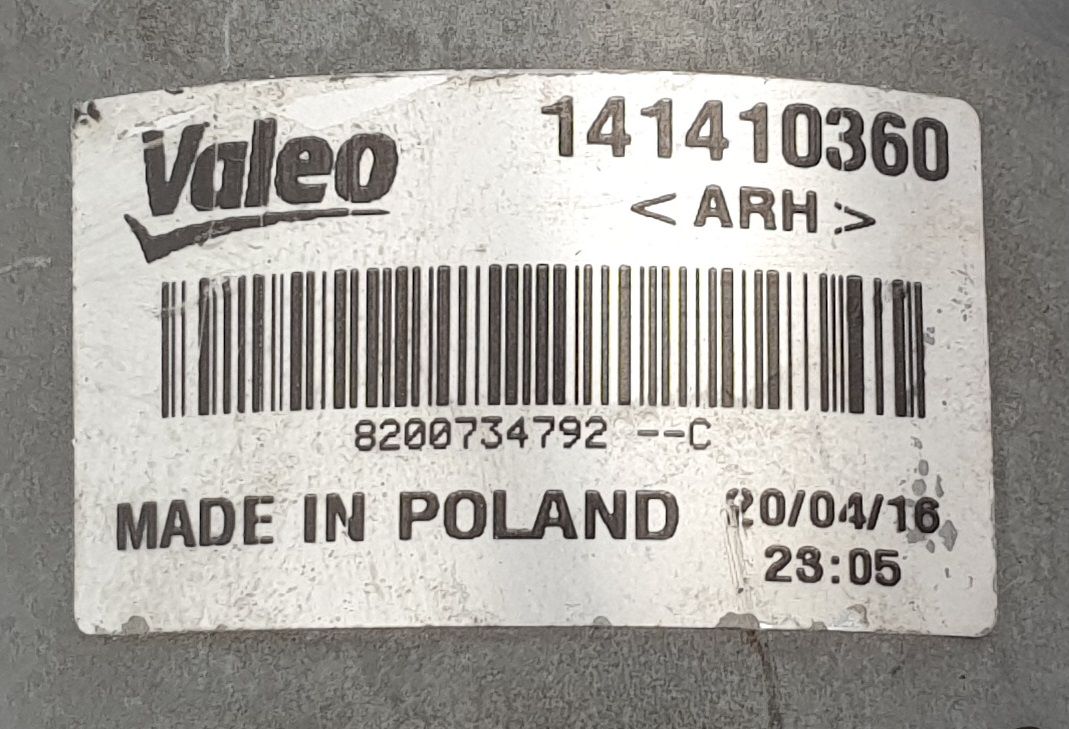 Valeo
141410360
<ARH>
8200734792 --C
MADE IN POLAND
20/04/16
23:05